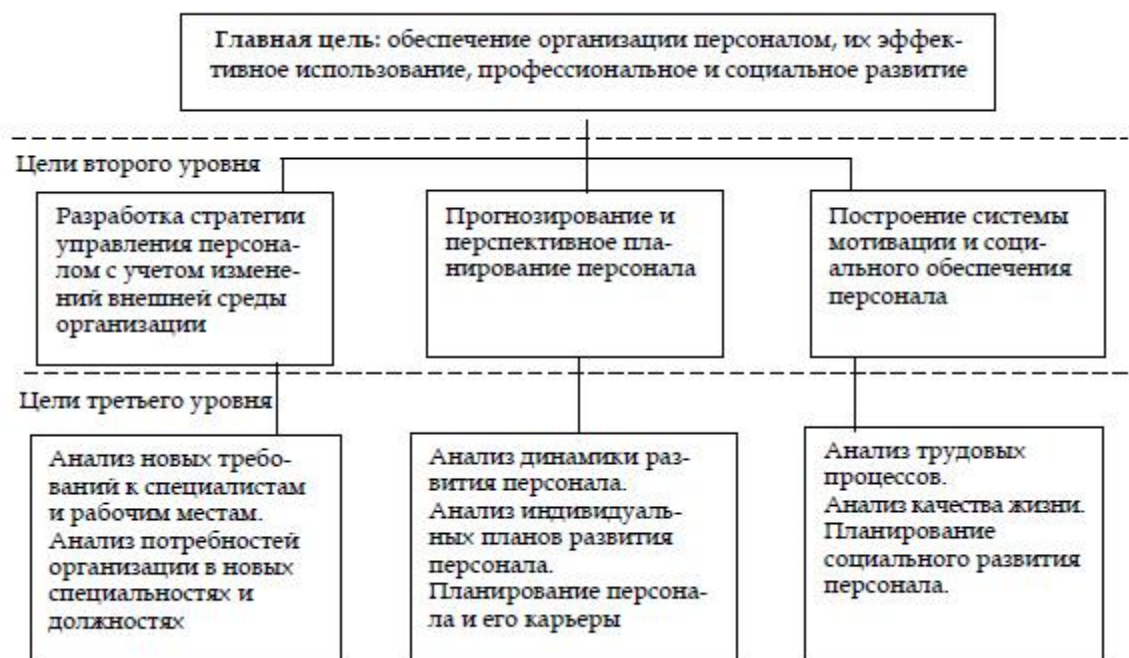 Главная цель: обеспечение организации персоналом, их эффек-
тивное использование, профессиональное и социальное развитие
Цели второго уровня
Разработка стратегии
управления персона-
лом с учетом измене-
ний внешней среды
организации
Прогнозирование и
перспективное пла-
нирование персонала
Построение системы
мотивации и соци-
ального обеспечения
персонала
Цели третьего уровня
Анализ новых требо-
ваний к специалистам
и рабочим местам.
Анализ потребностей
организации в новых
специальностях и
должностях
Анализ динамики раз-
вития персонала.
Анализ индивидуаль-
ных планов развития
персонала.
Планирование персона-
ла и его карьеры
Анализ трудовых
процессов.
Анализ качества жизни.
Планирование
социального развития
персонала.